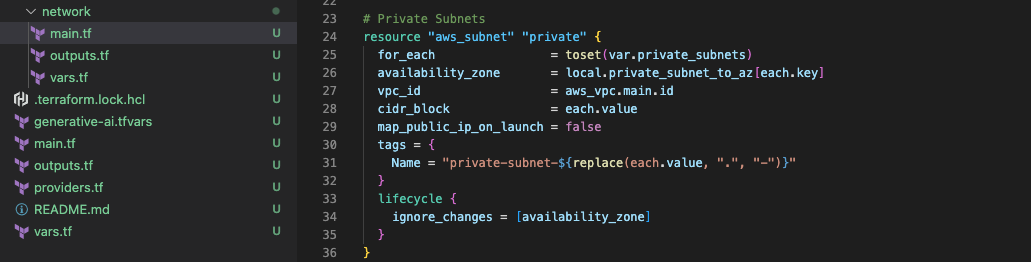 network
main.tf U
outputs.tf U
vars.tf U
.terraform.lock.hcl U
generative-ai.tfvars U
main.tf U
outputs.tf U
providers.tf U
README.md U
vars.tf U
22
23 # Private Subnets
24 resource "aws_subnet" "private" {
25 for_each = toset(var.private_subnets)
26 availability_zone = local.private_subnet_to_az[each.key]
27 vpc_id = aws_vpc.main.id
28 cidr_block = each.value
29 map_public_ip_on_launch = false
30 tags = {
31 Name = "private-subnet-${replace(each.value, ".", "-")}"
32 }
33 lifecycle {
34 ignore_changes = [availability_zone]
35 }
36 }